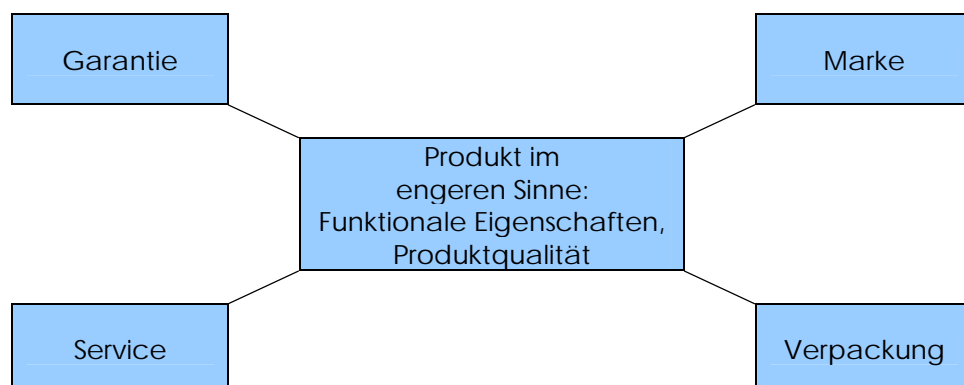 Garantie
Marke
Produkt im
engeren Sinne:
Funktionale Eigenschaften,
Produktqualität
Service
Verpackung